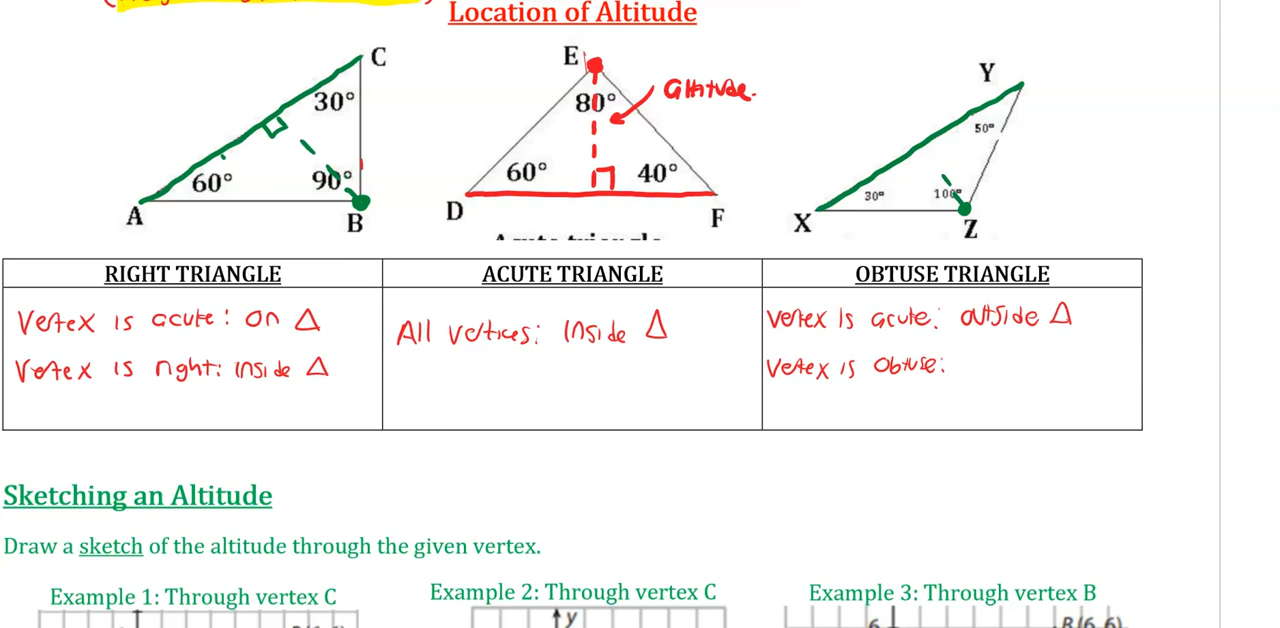 Location of Altitude
C
30°
60°
90°
A
B
E
80°
altitude.
60°
40°
D
F
Y
50°
30°
100°
X
Z
RIGHT TRIANGLE
ACUTE TRIANGLE
OBTUSE TRIANGLE
Vertex is acute: on Δ
Vertex is right: inside Δ
All vertices: inside Δ
Vertex is acute: outside Δ
Vertex is obtuse:
Sketching an Altitude
Draw a sketch of the altitude through the given vertex.
Example 1: Through vertex C
Example 2: Through vertex C
Example 3: Through vertex B
y
6
B(6, 6)